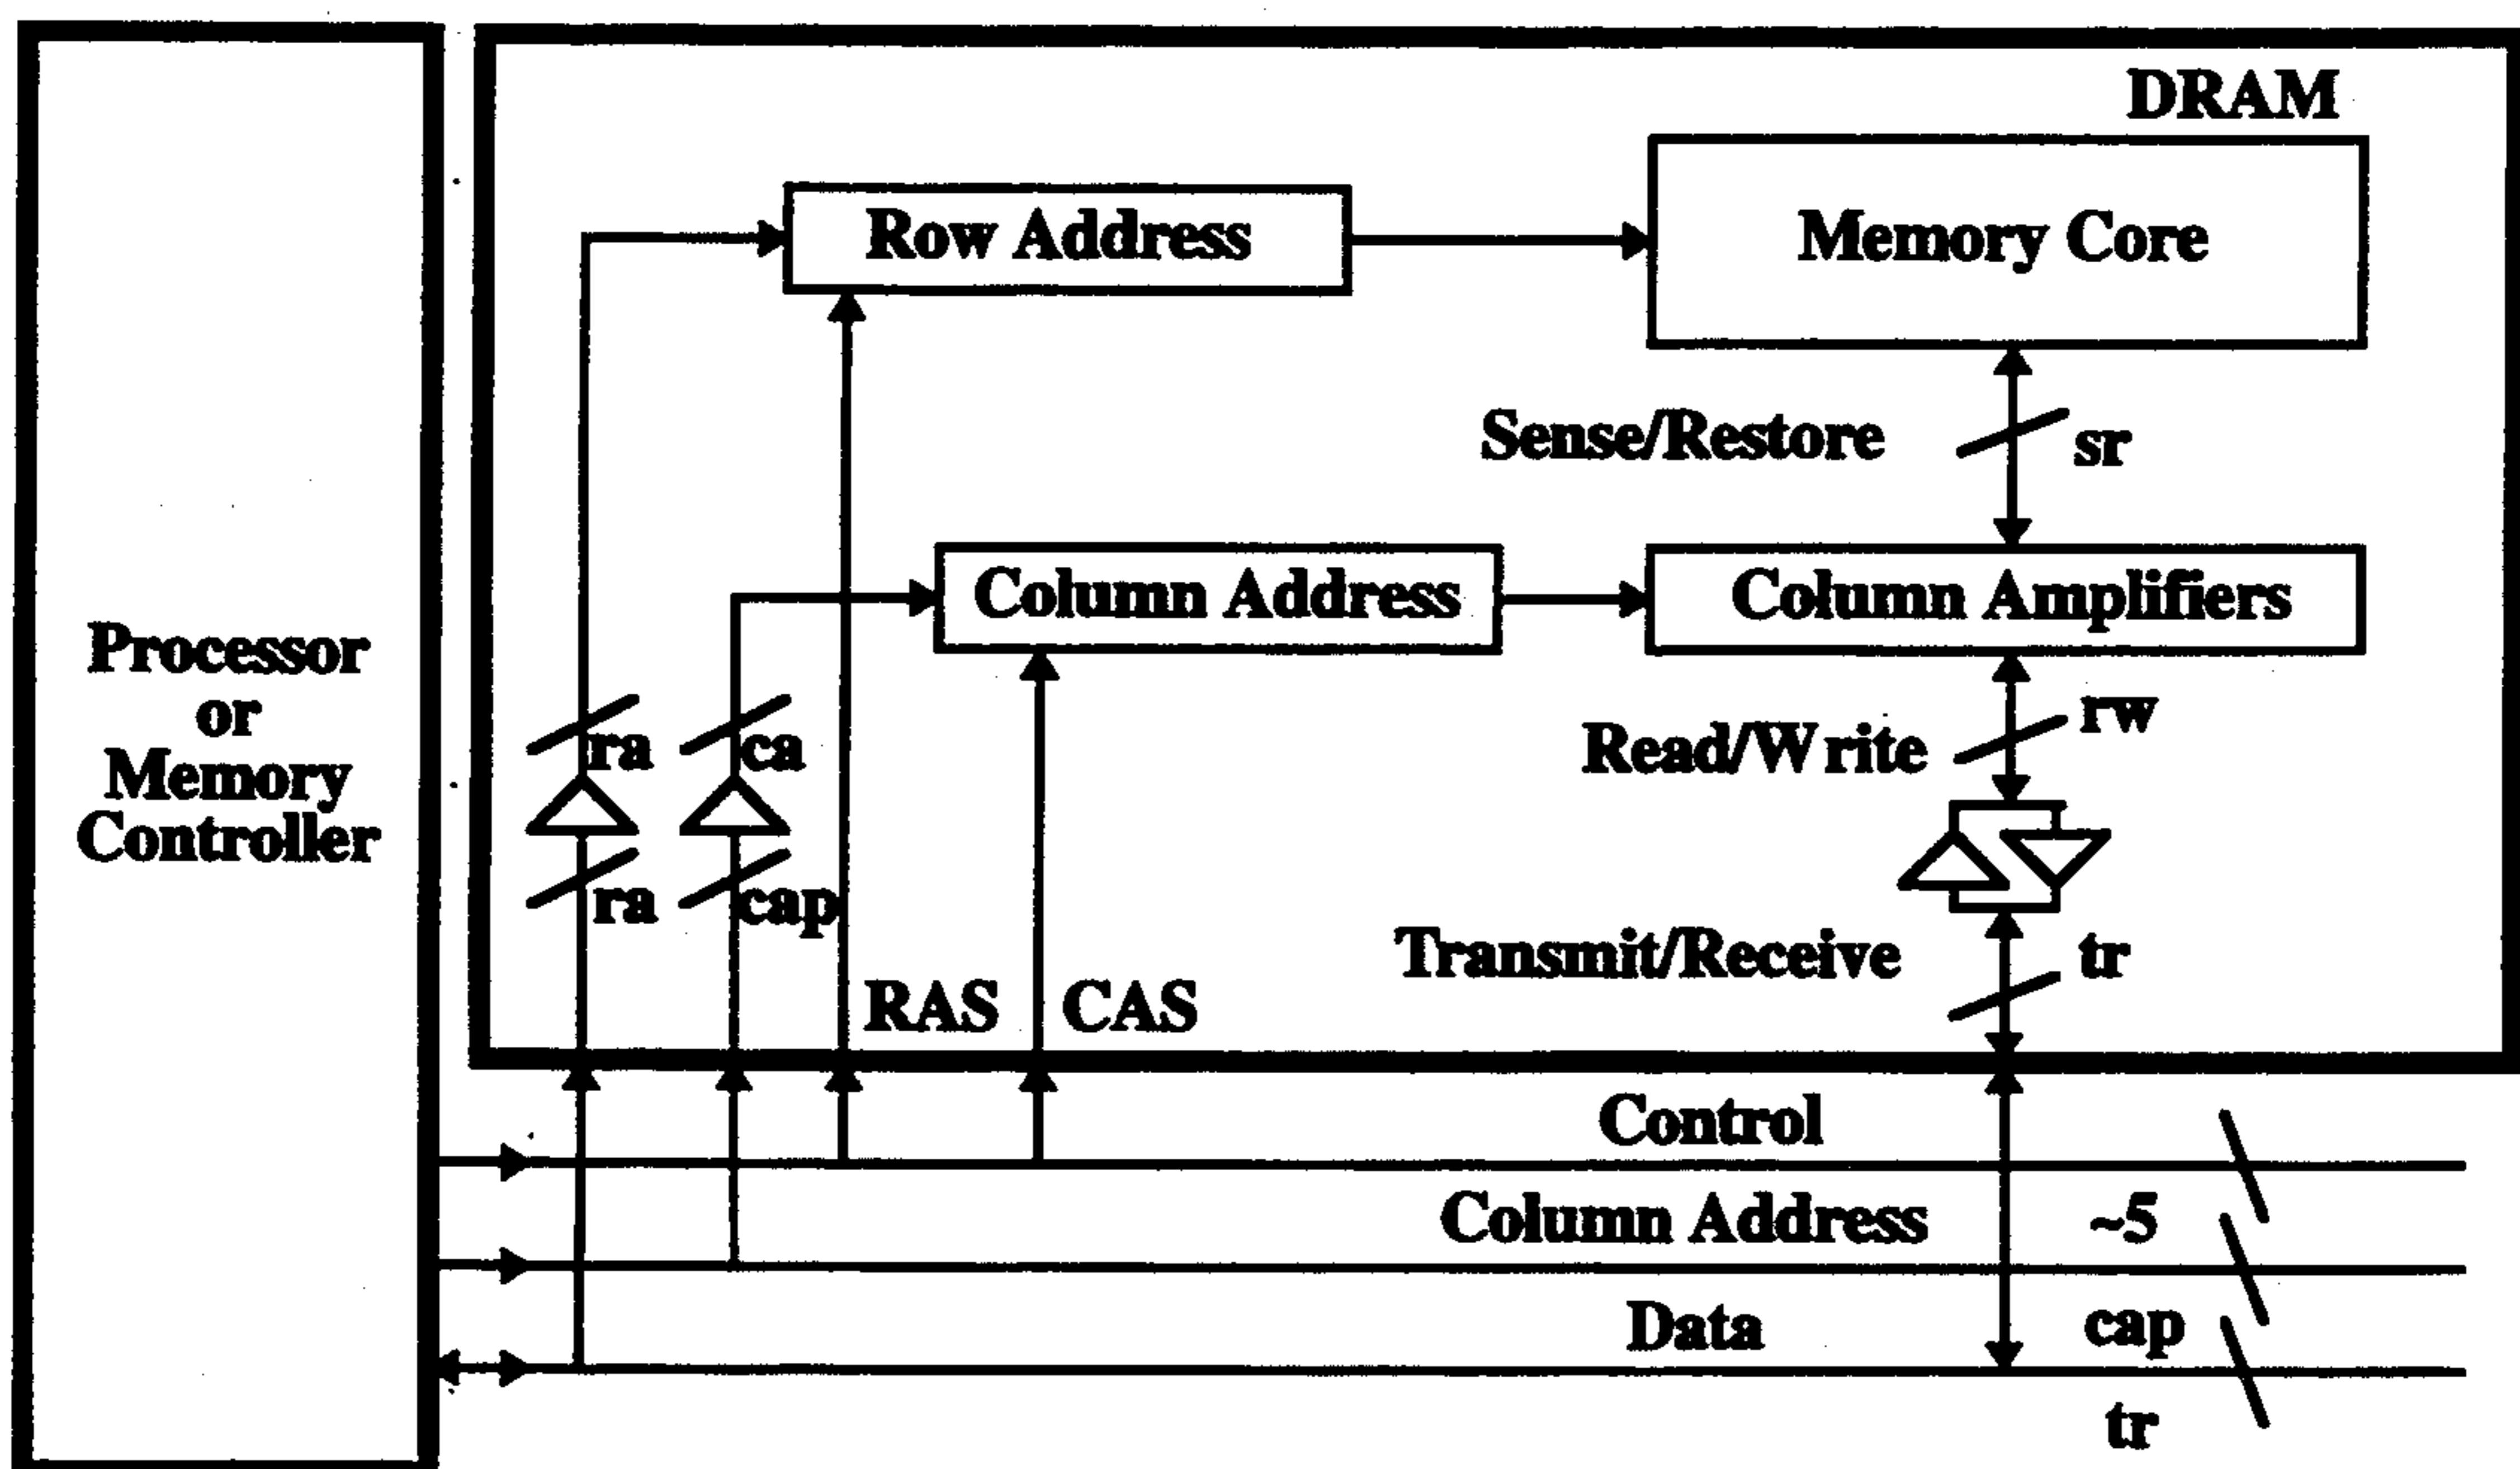 DRAM
Row Address
Memory Core
Sense/Restore
sr
Column Address
Column Amplifiers
Processor
or
Memory
Controller
ra
ca
Read/Write
rw
ra
cap
Transmit/Receive
tr
RAS
CAS
Control
Column Address
~5
Data
cap
tr